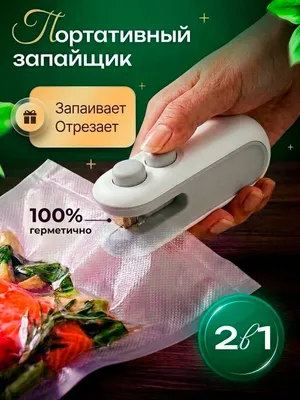 Портативный
запайщик
Запаивает
Отрезает
100%
герметично
2в1